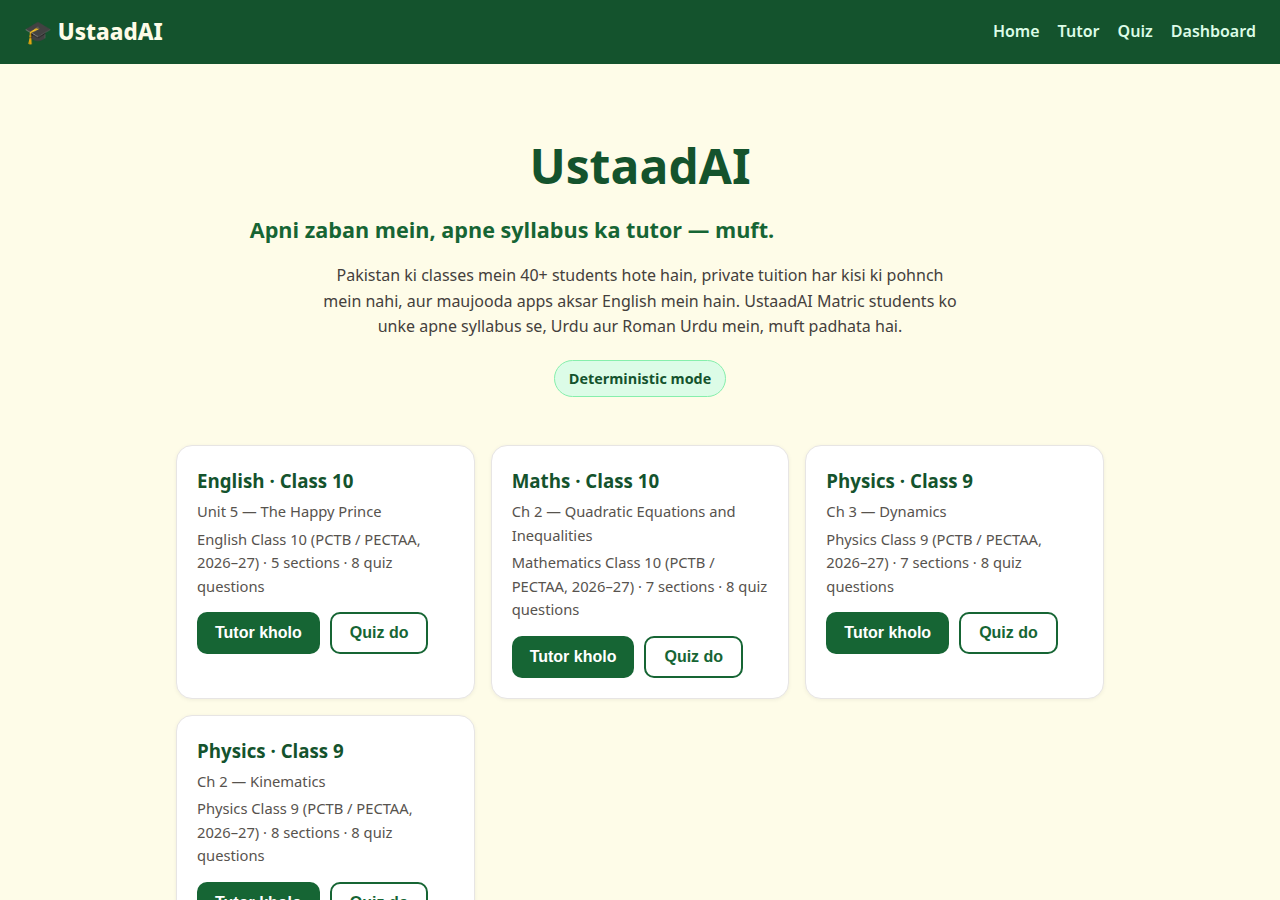 🎓 UstaadAI
Home Tutor Quiz Dashboard
UstaadAI
Apni zaban mein, apne syllabus ka tutor — muft.
Pakistan ki classes mein 40+ students hote hain, private tuition har kisi ki pohnch
mein nahi, aur maujooda apps aksar English mein hain. UstaadAI Matric students ko
unke apne syllabus se, Urdu aur Roman Urdu mein, muft padhata hai.
Deterministic mode
English · Class 10
Unit 5 — The Happy Prince
English Class 10 (PCTB / PECTAA,
2026–27) · 5 sections · 8 quiz
questions
Tutor kholo Quiz do
Maths · Class 10
Ch 2 — Quadratic Equations and
Inequalities
Mathematics Class 10 (PCTB /
PECTAA, 2026–27) · 7 sections · 8 quiz
questions
Tutor kholo Quiz do
Physics · Class 9
Ch 3 — Dynamics
Physics Class 9 (PCTB / PECTAA,
2026–27) · 7 sections · 8 quiz
questions
Tutor kholo Quiz do
Physics · Class 9
Ch 2 — Kinematics
Physics Class 9 (PCTB / PECTAA,
2026–27) · 8 sections · 8 quiz
questions
Tutor kholo Quiz do